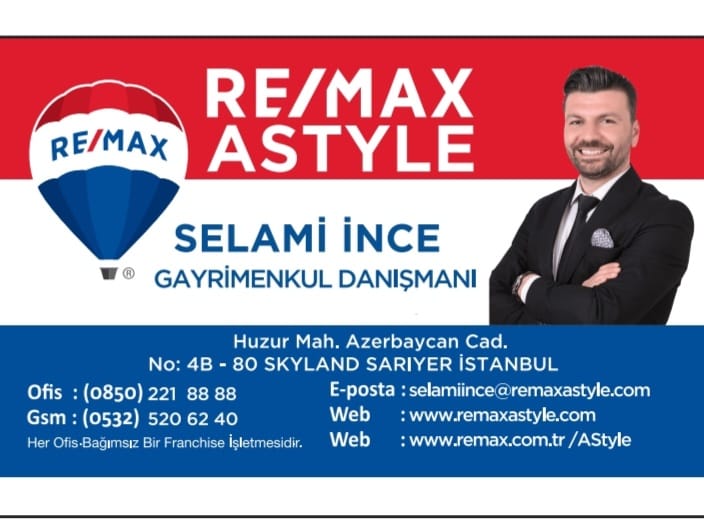 RE/MAX
ASTYLE
RE/MAX
®
SELAMİ İNCE
GAYRİMENKUL DANIŞMANI
Huzur Mah. Azerbaycan Cad.
No: 4B - 80 SKYLAND SARIYER İSTANBUL
Ofis : (0850) 221 88 88
Gsm : (0532) 520 62 40
Her Ofis Bağımsız Bir Franchise İşletmesidir.
E-posta : selamiince@remaxastyle.com
Web : www.remaxastyle.com
Web : www.remax.com.tr /AStyle